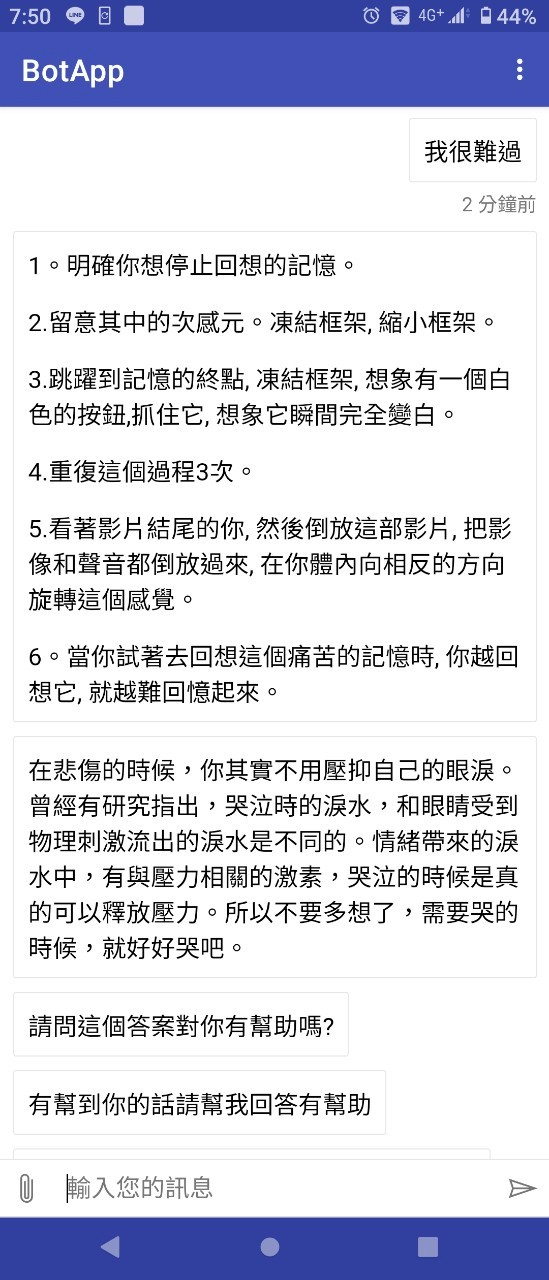 7:50
LINE
4G+
44%
BotApp
我很難過
2 分鐘前
1。明確你想停止回想的記憶。
2.留意其中的次感元。凍結框架, 縮小框架。
3.跳躍到記憶的終點, 凍結框架, 想象有一個白
色的按鈕,抓住它, 想象它瞬間完全變白。
4.重復這個過程3次。
5.看著影片結尾的你, 然後倒放這部影片, 把影
像和聲音都倒放過來, 在你體內向相反的方向
旋轉這個感覺。
6。當你試著去回想這個痛苦的記憶時, 你越回
想它, 就越難回憶起來。
在悲傷的時候，你其實不用壓抑自己的眼淚。
曾經有研究指出，哭泣時的淚水，和眼睛受到
物理刺激流出的淚水是不同的。情緒帶來的淚
水中，有與壓力相關的激素，哭泣的時候是真
的可以釋放壓力。所以不要多想了，需要哭的
時候，就好好哭吧。
請問這個答案對你有幫助嗎?
有幫到你的話請幫我回答有幫助
輸入您的訊息